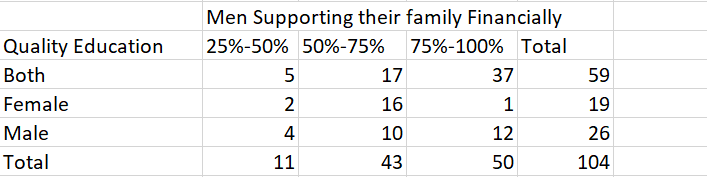 Men Supporting their family Financially
Quality Education 25%-50% 50%-75% 75%-100% Total
Both 5 17 37 59
Female 2 16 1 19
Male 4 10 12 26
Total 11 43 50 104